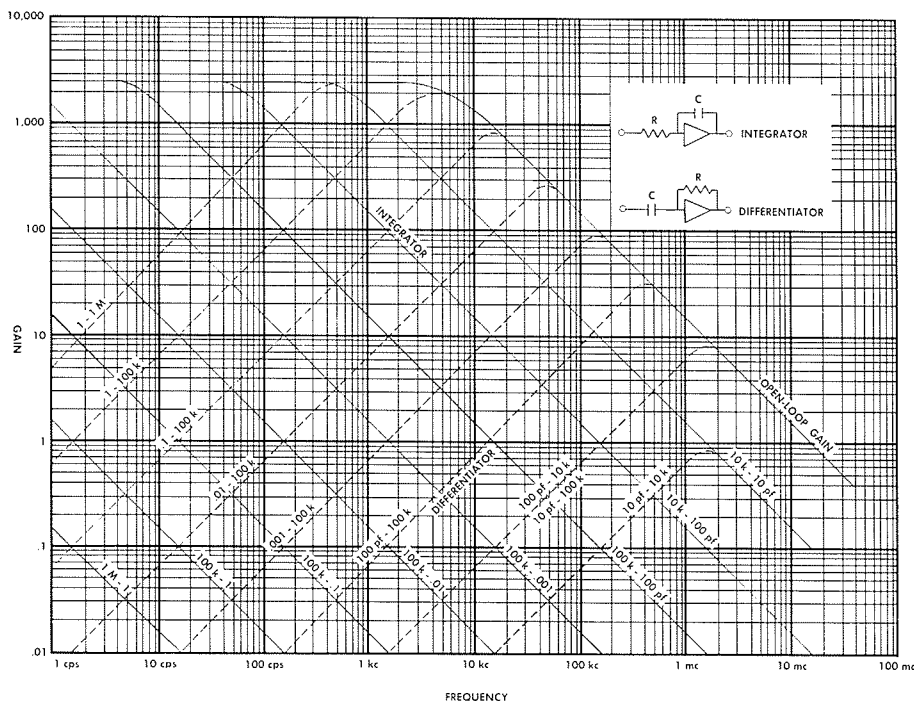 10,000
1,000
100
10
1
.1
.01
GAIN
1 cps
10 cps
100 cps
1 kc
10 kc
100 kc
1 mc
10 mc
100 mc
FREQUENCY
C
R
INTEGRATOR
R
C
DIFFERENTIATOR
INTEGRATOR
DIFFERENTIATOR
OPEN-LOOP GAIN
1 - 1 M
1 - 100 k
.1 - 100 k
.01 - 100 k
.001 - 100 k
100 pf - 100 k
100 pf - 10 k
10 pf - 100 k
10 pf - 10 k
1 M - 1
100 k - 1
100 k - .1
100 k - .01
100 k - .001
100 k - 100 pf
10 k - 100 pf
10 k - 10 pf